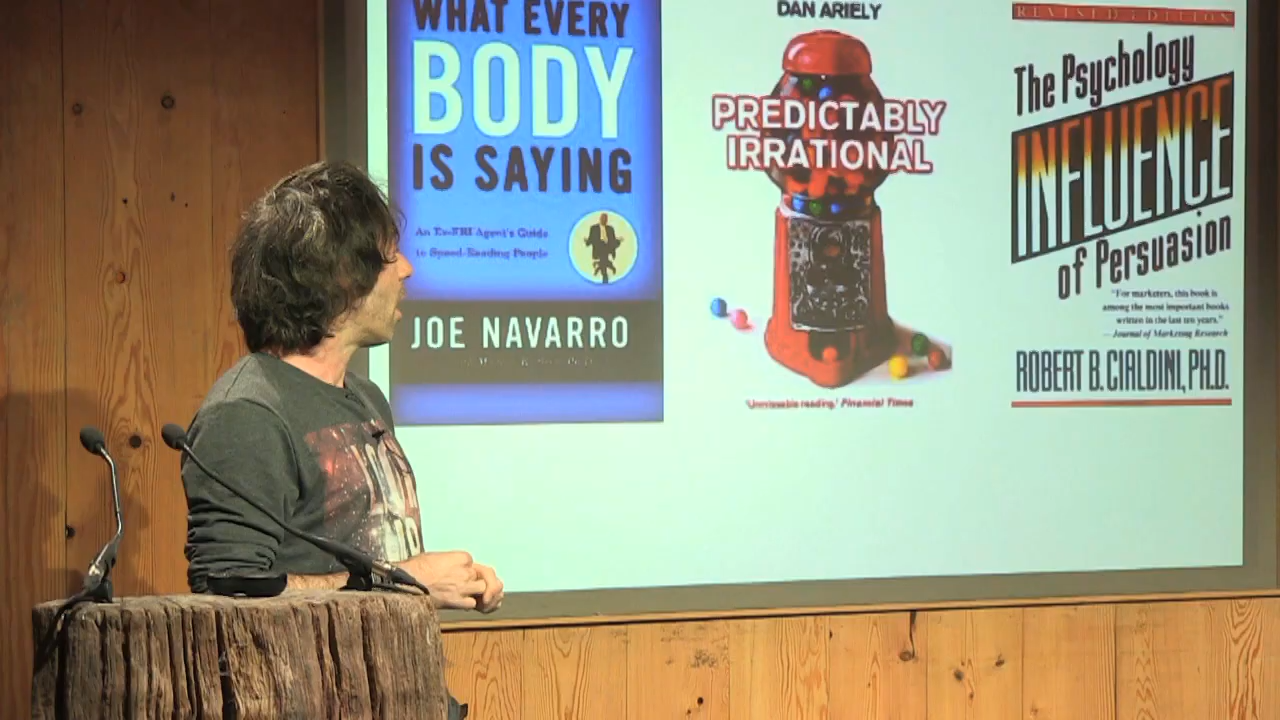 WHAT EVERY
BODY
IS SAYING
An Ex-FBI Agent's Guide
to Speed-Reading People
JOE NAVARRO
DAN ARIELY
PREDICTABLY
IRRATIONAL
'Unmissable reading.' Financial Times
REVISED EDITION
The Psychology
INFLUENCE
of Persuasion
"For marketers, this book is
among the most important books
written in the last ten years."
— Journal of Marketing Research
ROBERT B. CIALDINI, PH.D.